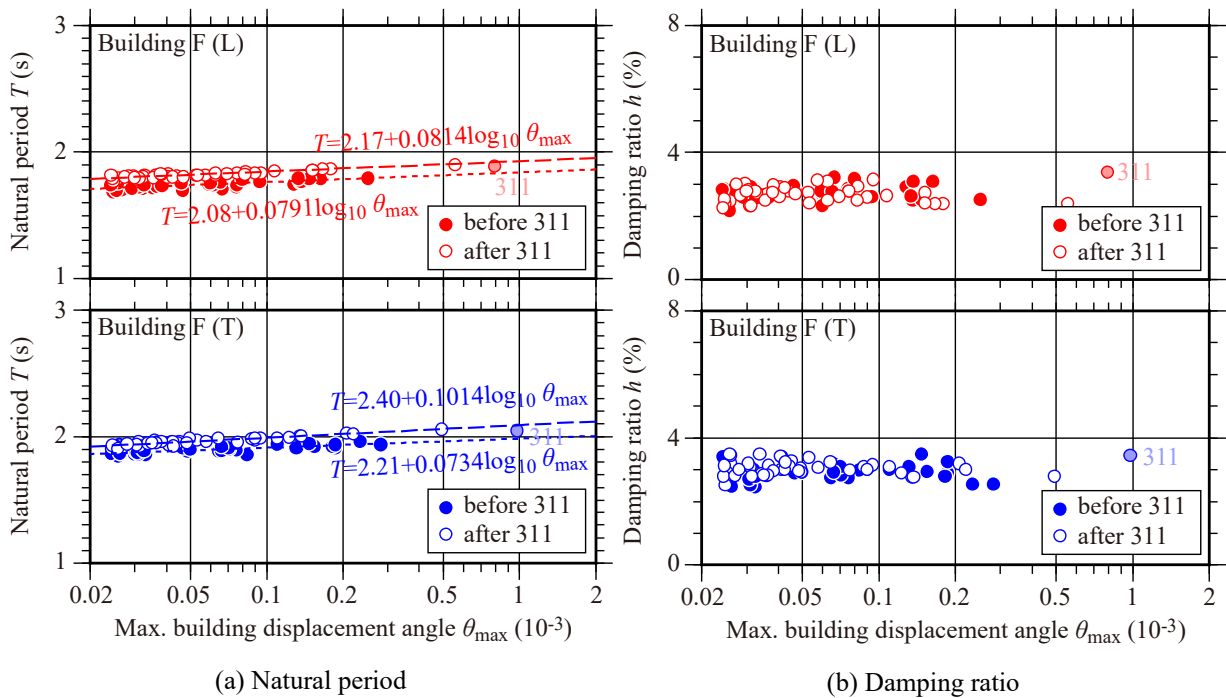 3
Building F (L)
2
1
Natural period T (s)
T=2.17+0.0814log10 θmax
311
T=2.08+0.0791log10 θmax
before 311
after 311
3
Building F (T)
2
1
Natural period T (s)
T=2.40+0.1014log10 θmax
311
T=2.21+0.0734log10 θmax
before 311
after 311
0.02 0.05 0.1 0.2 0.5 1 2
Max. building displacement angle θmax (10-3)
(a) Natural period
8
Building F (L)
4
0
Damping ratio h (%)
311
before 311
after 311
8
Building F (T)
4
0
Damping ratio h (%)
311
before 311
after 311
0.02 0.05 0.1 0.2 0.5 1 2
Max. building displacement angle θmax (10-3)
(b) Damping ratio